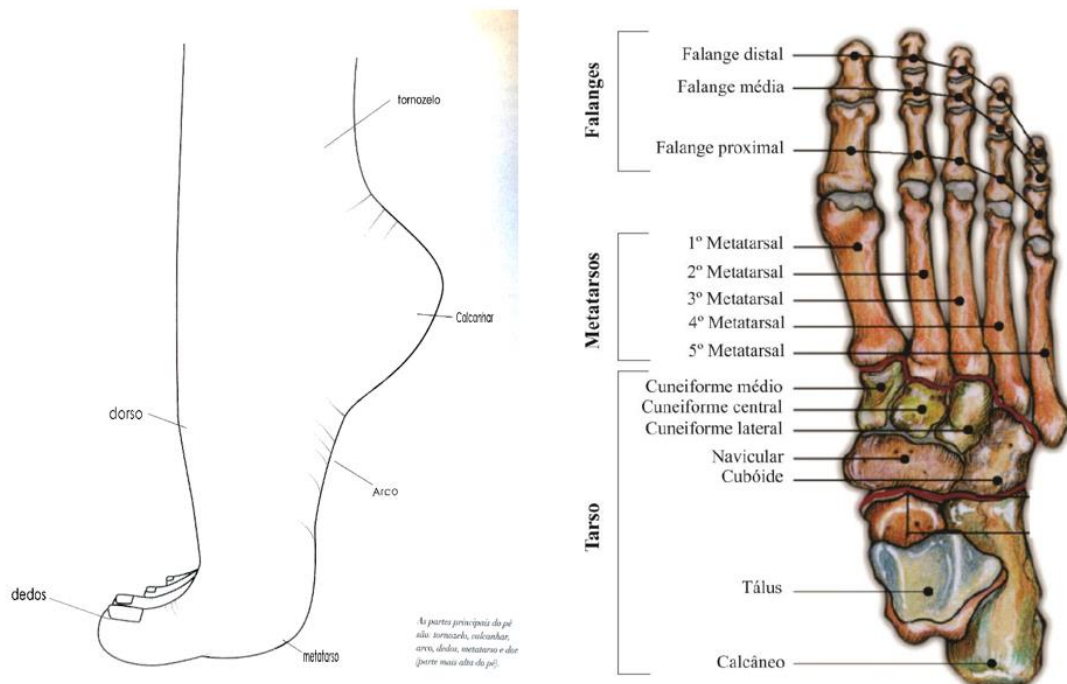 tornozelo
Calcanhar
dorso
Arco
dedos
metatarso
As partes principais do pé
são: tornozelo, calcanhar,
arco, dedos, metatarso e dor
(parte mais alta do pé).
Falanges
Falange distal
Falange média
Falange proximal
Metatarsos
1º Metatarsal
2º Metatarsal
3º Metatarsal
4º Metatarsal
5º Metatarsal
Tarso
Cuneiforme médio
Cuneiforme central
Cuneiforme lateral
Navicular
Cubóide
Tálus
Calcâneo